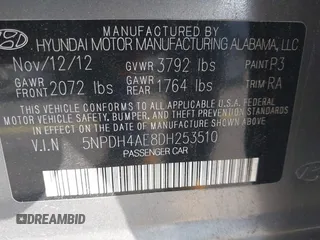 MANUFACTURED BY
HYUNDAI MOTOR MANUFACTURING ALABAMA, LLC
Nov/12/12 GVWR 3792 lbs PAINT P3
GAWR FRONT 2072 lbs GAWR REAR 1764 lbs TRIM RA
THIS VEHICLE CONFORMS TO ALL APPLICABLE U.S. FEDERAL
MOTOR VEHICLE SAFETY, BUMPER, AND THEFT PREVENTION
STANDARDS IN EFFECT ON THE DATE OF MANUFACTURE SHOWN ABOVE.
V.I.N 5NPDH4AE8DH253510
PASSENGER CAR
DREAMBID